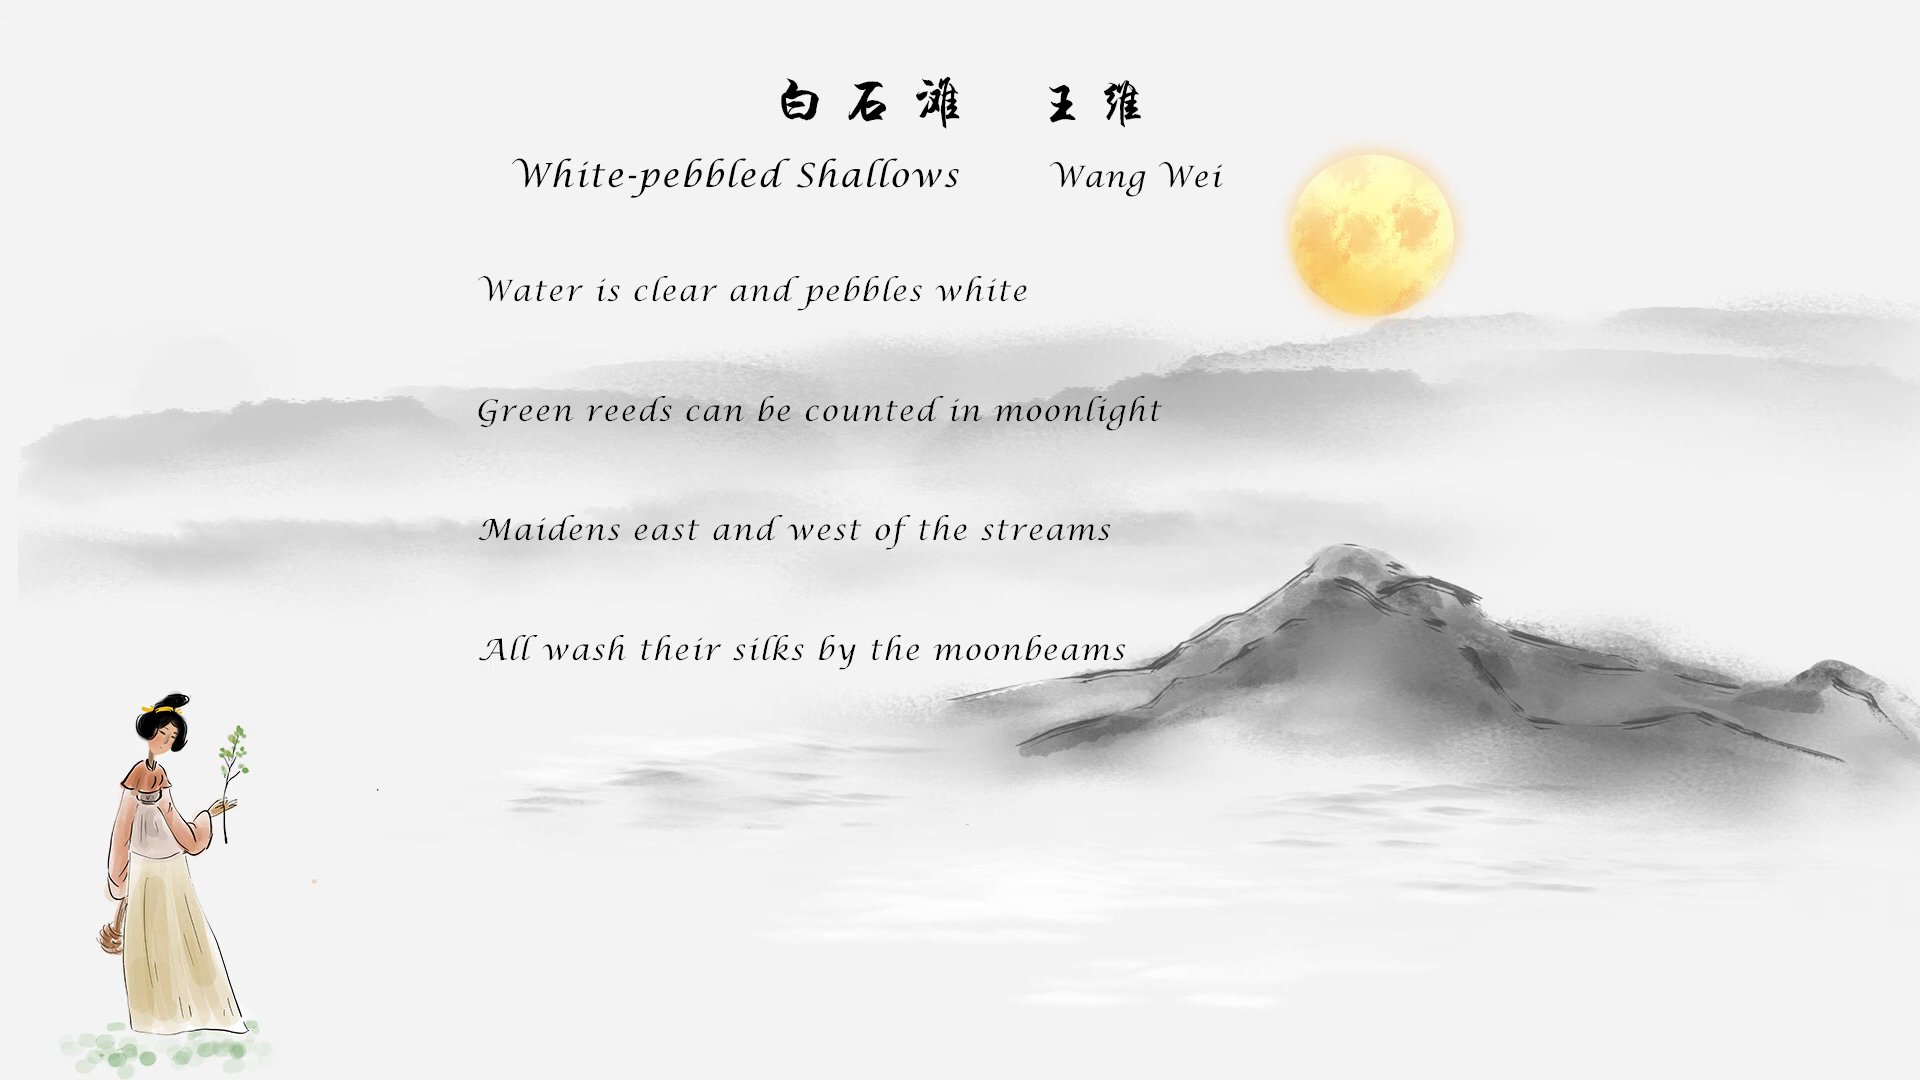 白石滩 王维
White-pebbled Shallows Wang Wei
Water is clear and pebbles white
Green reeds can be counted in moonlight
Maidens east and west of the streams
All wash their silks by the moonbeams